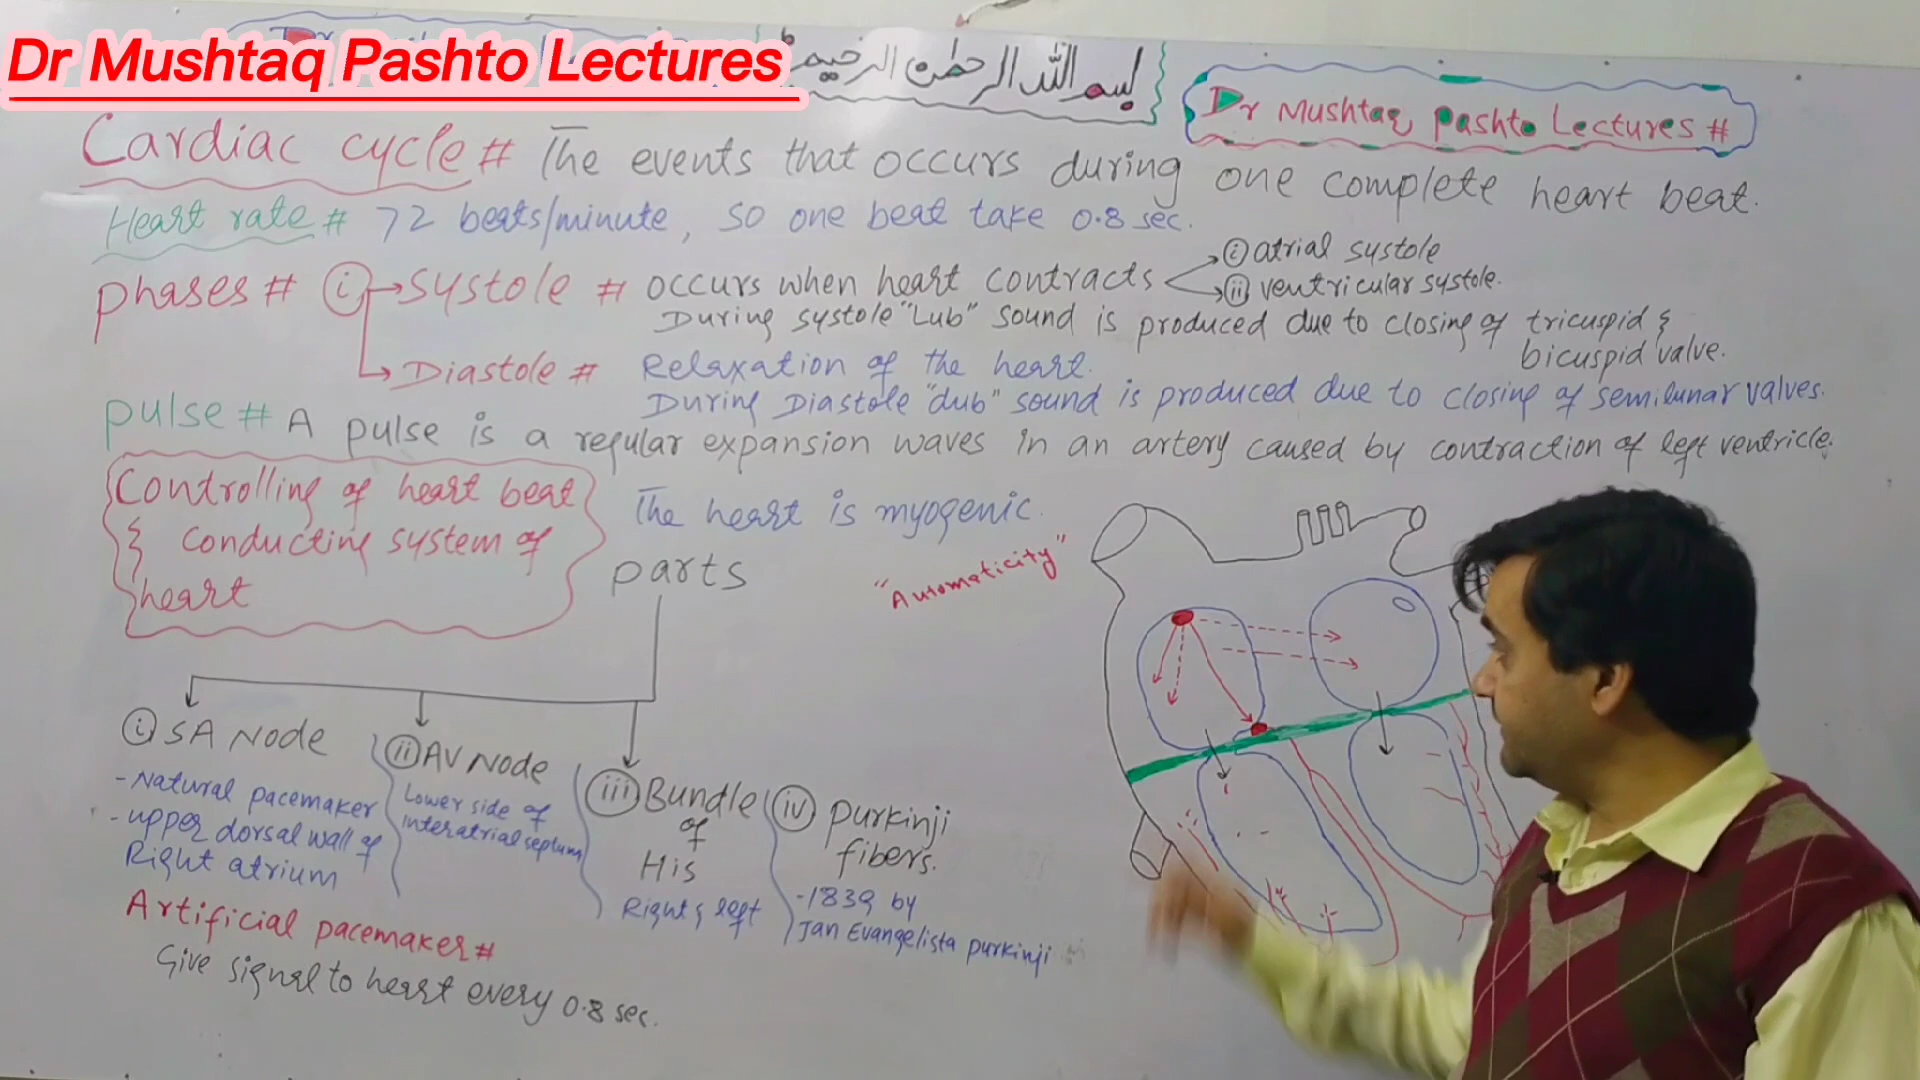 Dr Mushtaq Pashto Lectures
بسم الله الرحمن الرحيم
Dr Mushtaq Pashto Lectures #
Cardiac cycle # The events that occurs during one complete heart beat.
Heart rate # 72 beats/minute, so one beat take 0.8 sec.
phases # (i) → Systole # occurs when heart contracts
(i) atrial systole
(ii) ventricular systole.
During systole "Lub" sound is produced due to closing of tricuspid &
bicuspid valve.
Diastole # Relaxation of the heart.
During Diastole "dub" sound is produced due to closing of semilunar valves.
pulse # A pulse is a regular expansion waves in an artery caused by contraction of left ventricle.
Controlling of heart beat
& conducting system of
heart
The heart is myogenic.
parts
"Automaticity"
(i) SA Node
- Natural pacemaker
- upper dorsal wall of
Right atrium
(ii) AV Node
Lower side of
interatrial septum
(iii) Bundle
of
His
Right & left
(iv) purkinji
fibers.
- 1839 by
Jan Evangelista purkinji
Artificial pacemaker #
Give signal to heart every 0.8 sec.